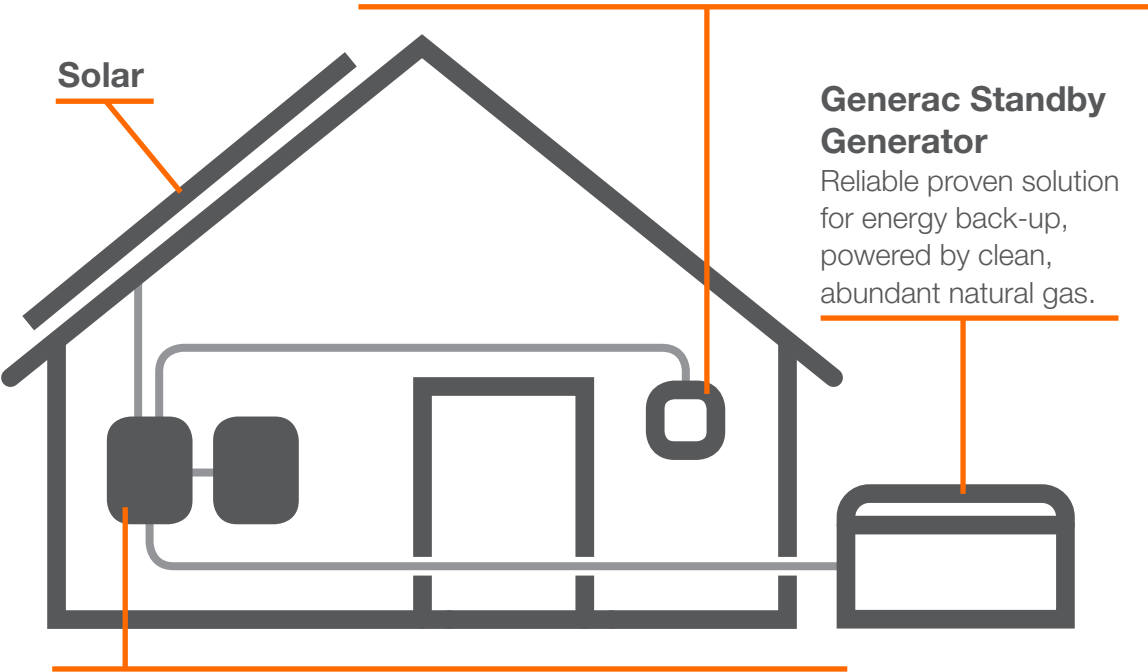 Solar
Generac Standby
Generator
Reliable proven solution
for energy back-up,
powered by clean,
abundant natural gas.